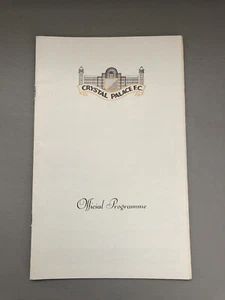 CRYSTAL PALACE F.C.
Official Programme